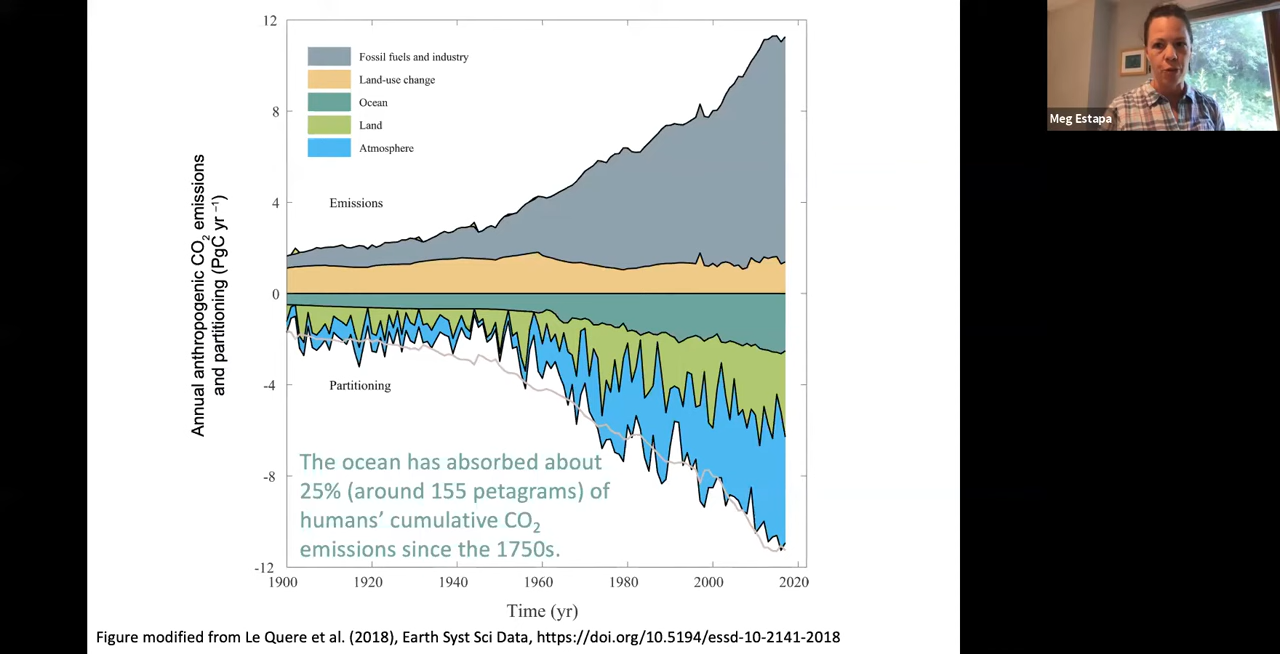 12
8
4
0
-4
-8
-12
Annual anthropogenic CO2 emissions
and partitioning (PgC yr −1)
Fossil fuels and industry
Land-use change
Ocean
Land
Atmosphere
Emissions
Partitioning
The ocean has absorbed about
25% (around 155 petagrams) of
humans’ cumulative CO2
emissions since the 1750s.
1900 1920 1940 1960 1980 2000 2020
Time (yr)
Figure modified from Le Quere et al. (2018), Earth Syst Sci Data, https://doi.org/10.5194/essd-10-2141-2018
Meg Estapa